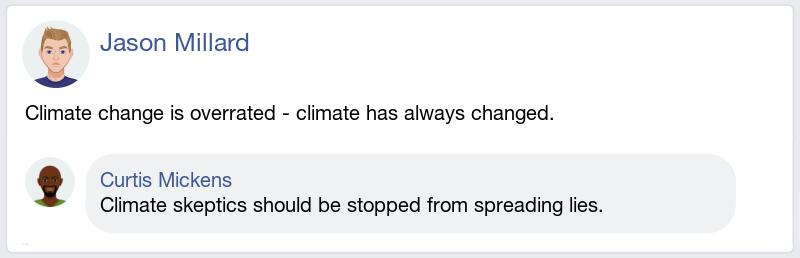 Jason Millard
Climate change is overrated - climate has always changed.
Curtis Mickens
Climate skeptics should be stopped from spreading lies.